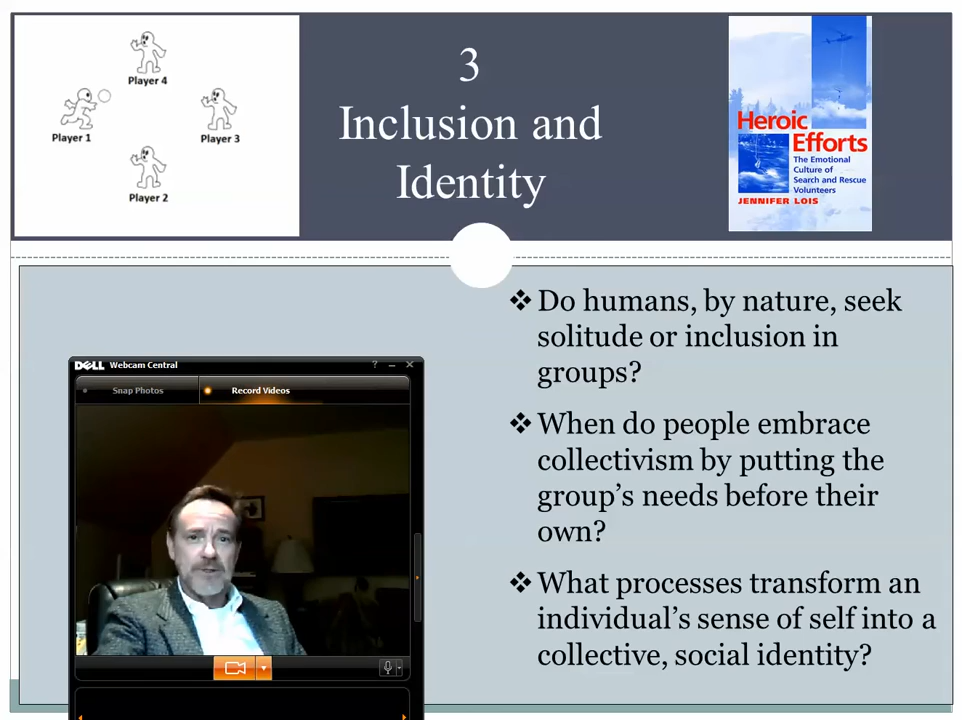 Player 4
Player 1
Player 3
Player 2
3
Inclusion and
Identity
Heroic
Efforts
The Emotional
Culture of
Search and Rescue
Volunteers
JENNIFER LOIS
❖ Do humans, by nature, seek
solitude or inclusion in
groups?
❖ When do people embrace
collectivism by putting the
group’s needs before their
own?
❖ What processes transform an
individual’s sense of self into a
collective, social identity?
DELL Webcam Central ? – ×
Snap Photos Record Videos